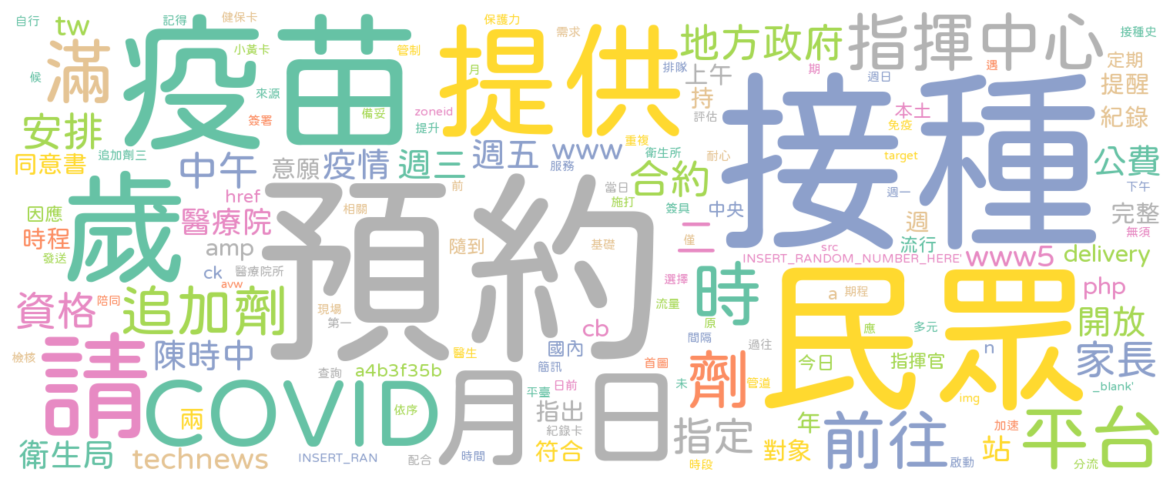 自行 記得 健保卡 保護力 需求 接種史
tw 疫苗 提供 地方政府 指揮中心
滿 小黃卡 管制 月 排隊 上午 期 週日 遇 定期
候 來源 備妥 zoneid 持 提醒
安排 簽署 提升 評估 本土 紀錄
同意書 追加劑三 重複 免疫 接種
中午 意願 疫情 週三 週五 www 衛生所 耐心 target 公費
歲 預約 服務 合約 當日 週一 下午
href 前 施打 簽具 中央 週 完整
因應 醫療院 相關 二 僅 流行 無須
時程 amp 隨到 基礎 src
發送 ck 醫療院所 選擇 INSERT_RANDOM_NUMBER_HERE' www5 delivery
陪同 avw 時 a 期程 php
資格 追加劑 現場 第一 流量 民眾
cb 原 應 多元 開放
請 陳時中 醫生 國內 間隔 過往 n
檢核 查詢 a4b3f35b 簡訊 首圖 劑 今日 指揮官 家長
COVID 月 日 平臺 日前 未 管道 _blank'
兩 依序 指出 img
紀錄卡 指定 年 前往 加速 平台
衛生局 technews INSERT_RAN 配合 時間 符合 時段 對象 啟動 站 分流